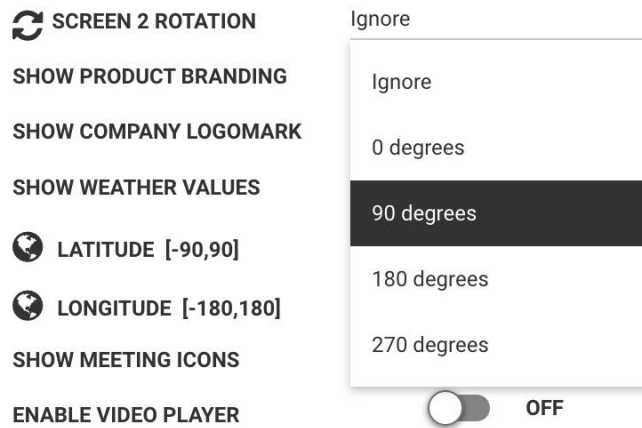 SCREEN 2 ROTATION Ignore
SHOW PRODUCT BRANDING Ignore
SHOW COMPANY LOGOMARK 0 degrees
SHOW WEATHER VALUES 90 degrees
LATITUDE [-90,90] 180 degrees
LONGITUDE [-180,180] 270 degrees
SHOW MEETING ICONS
ENABLE VIDEO PLAYER OFF